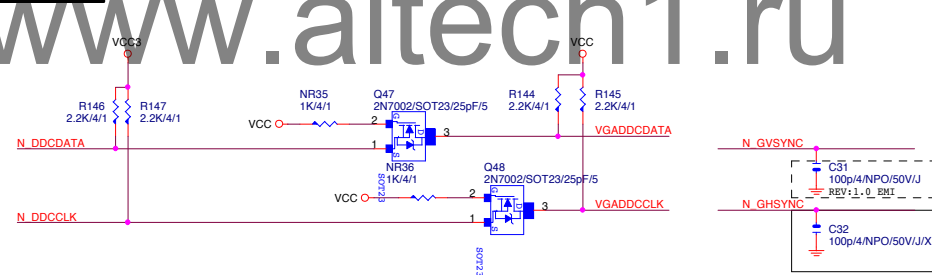 www.altech1.ru
VCC3
VCC
R146
2.2K/4/1
R147
2.2K/4/1
NR35
1K/4/1
Q47
2N7002/SOT23/25pF/5
R144
2.2K/4/1
R145
2.2K/4/1
VCC
2
G
D
3
N_DDCDATA
1
S
VGADDCDATA
SOT23
N_GVSYNC
C31
100p/4/NPO/50V/J
REV:1.0 EMI
NR36
1K/4/1
Q48
2N7002/SOT23/25pF/5
VCC
2
G
D
3
N_DDCCLK
1
S
VGADDCCLK
SOT23
N_GHSYNC
C32
100p/4/NPO/50V/J/X